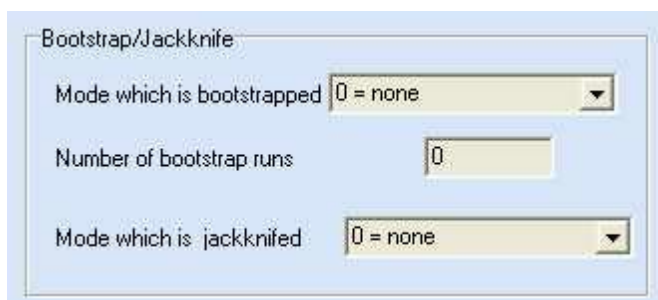 Bootstrap/Jackknife
Mode which is bootstrapped 0 = none
Number of bootstrap runs 0
Mode which is jackknifed 0 = none